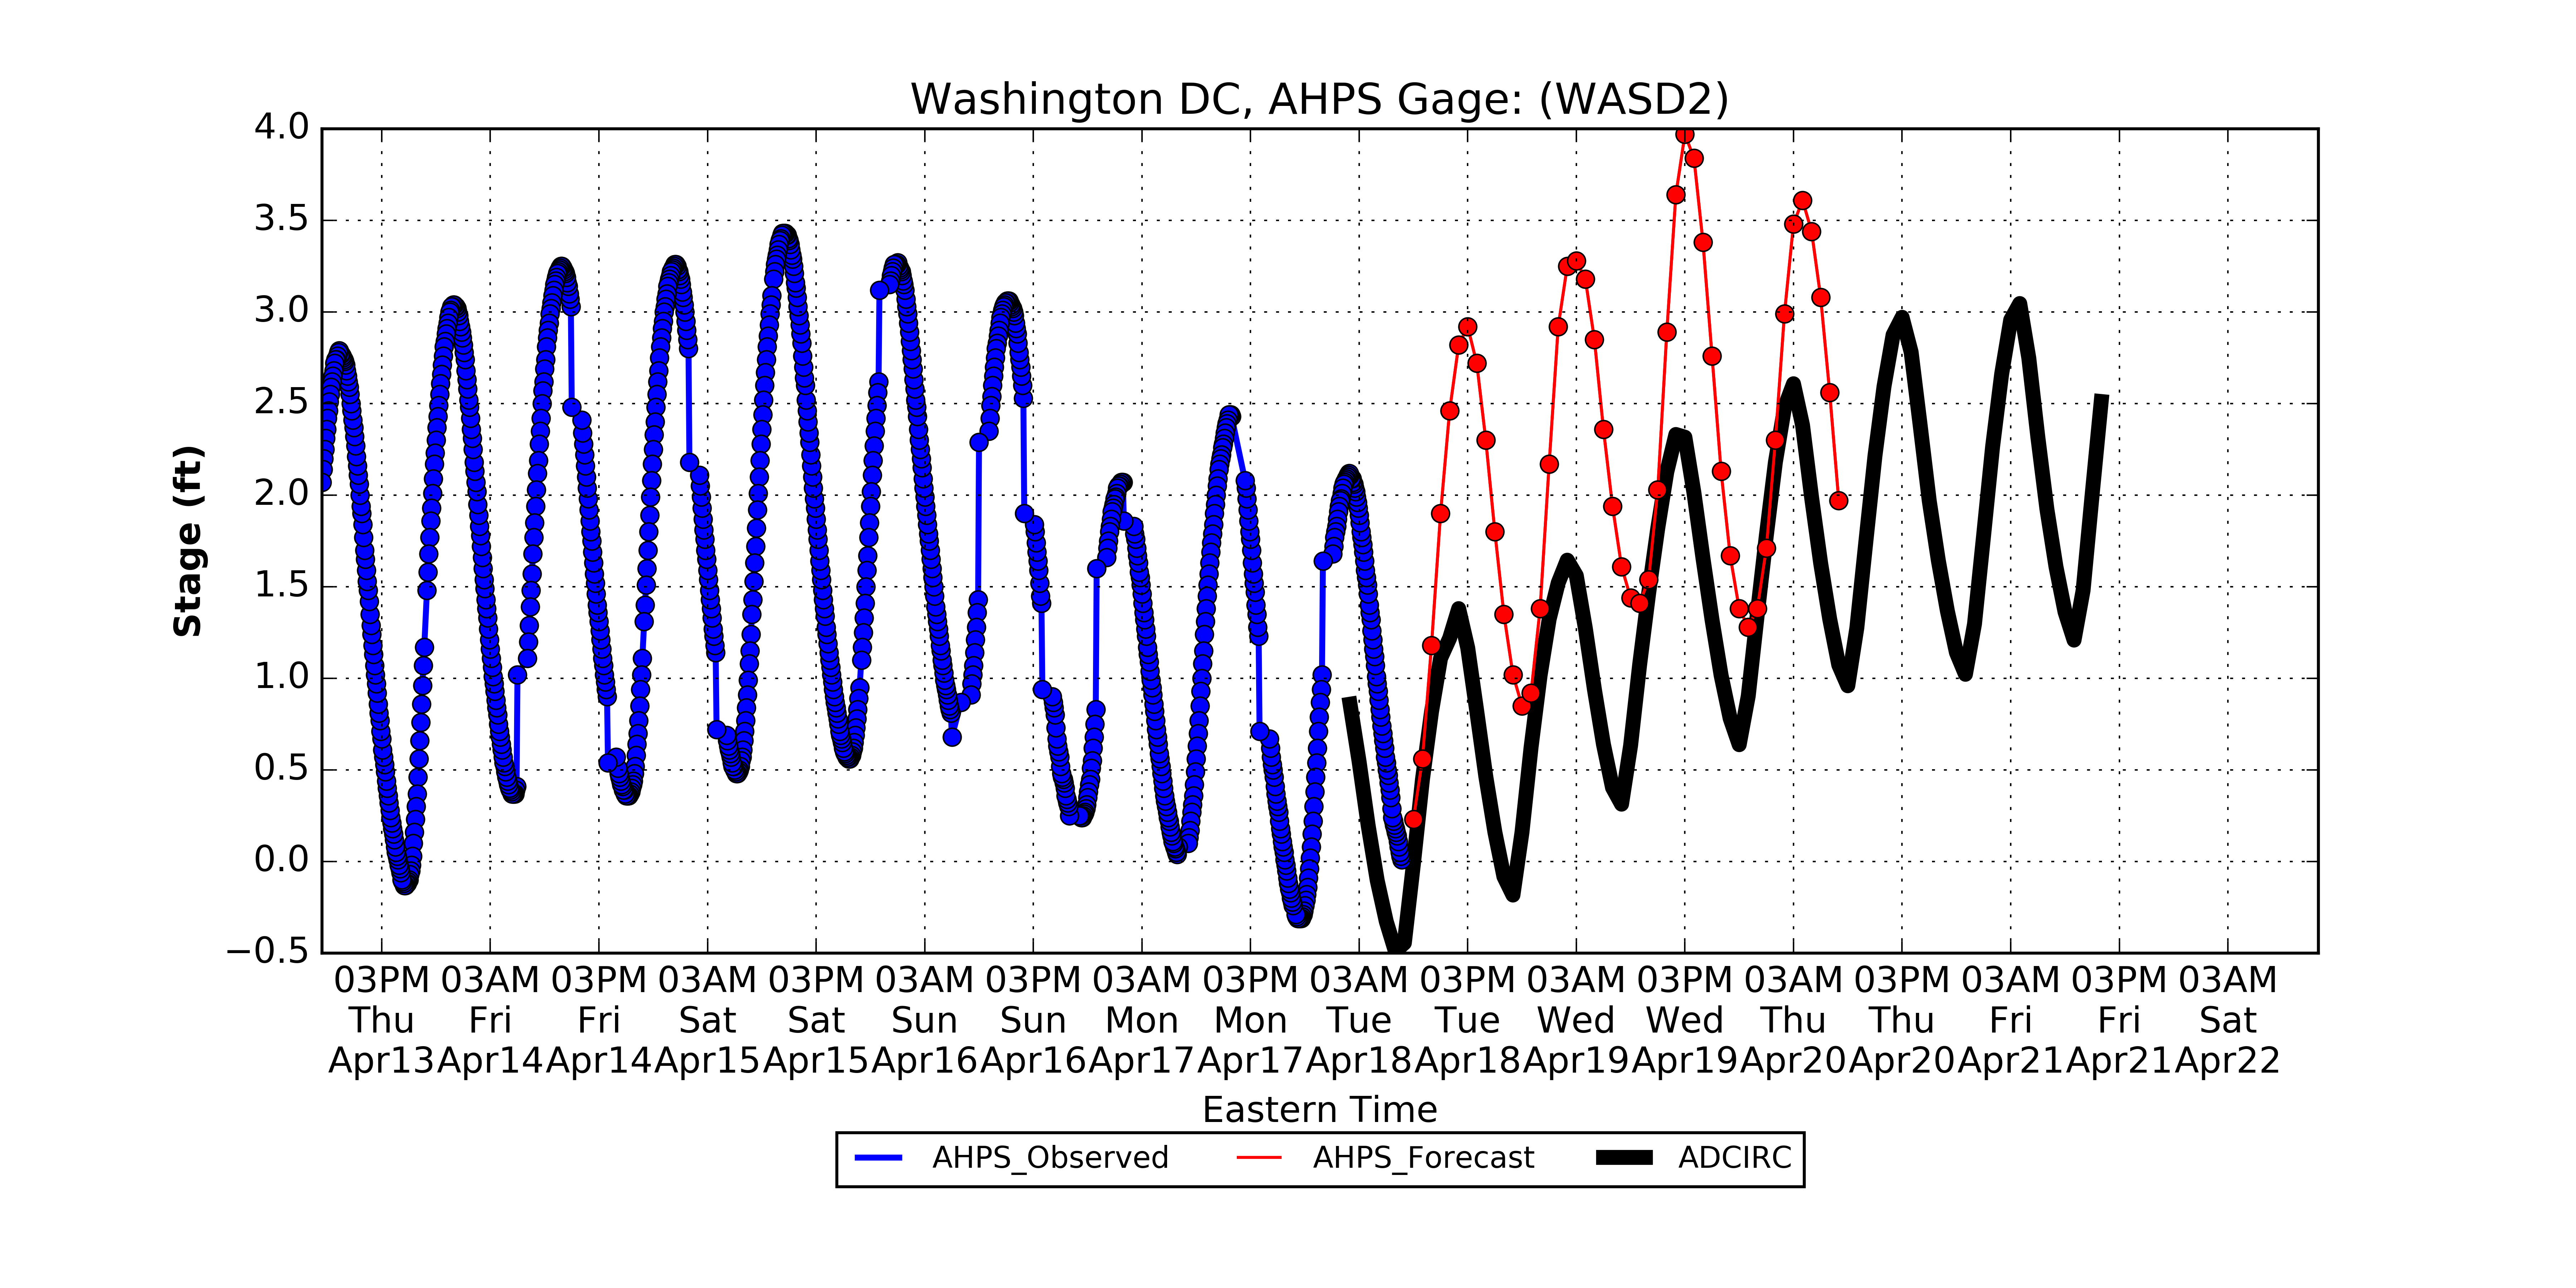 Washington DC, AHPS Gage: (WASD2)
Stage (ft)
4.0
3.5
3.0
2.5
2.0
1.5
1.0
0.5
0.0
−0.5
03PM 03AM 03PM 03AM 03PM 03AM 03PM 03AM 03PM 03AM 03PM 03AM 03PM 03AM 03PM 03AM 03PM 03AM
Thu Fri Fri Sat Sat Sun Sun Mon Mon Tue Tue Wed Wed Thu Thu Fri Fri Sat
Apr13 Apr14 Apr14 Apr15 Apr15 Apr16 Apr16 Apr17 Apr17 Apr18 Apr18 Apr19 Apr19 Apr20 Apr20 Apr21 Apr21 Apr22
Eastern Time
AHPS_Observed AHPS_Forecast ADCIRC